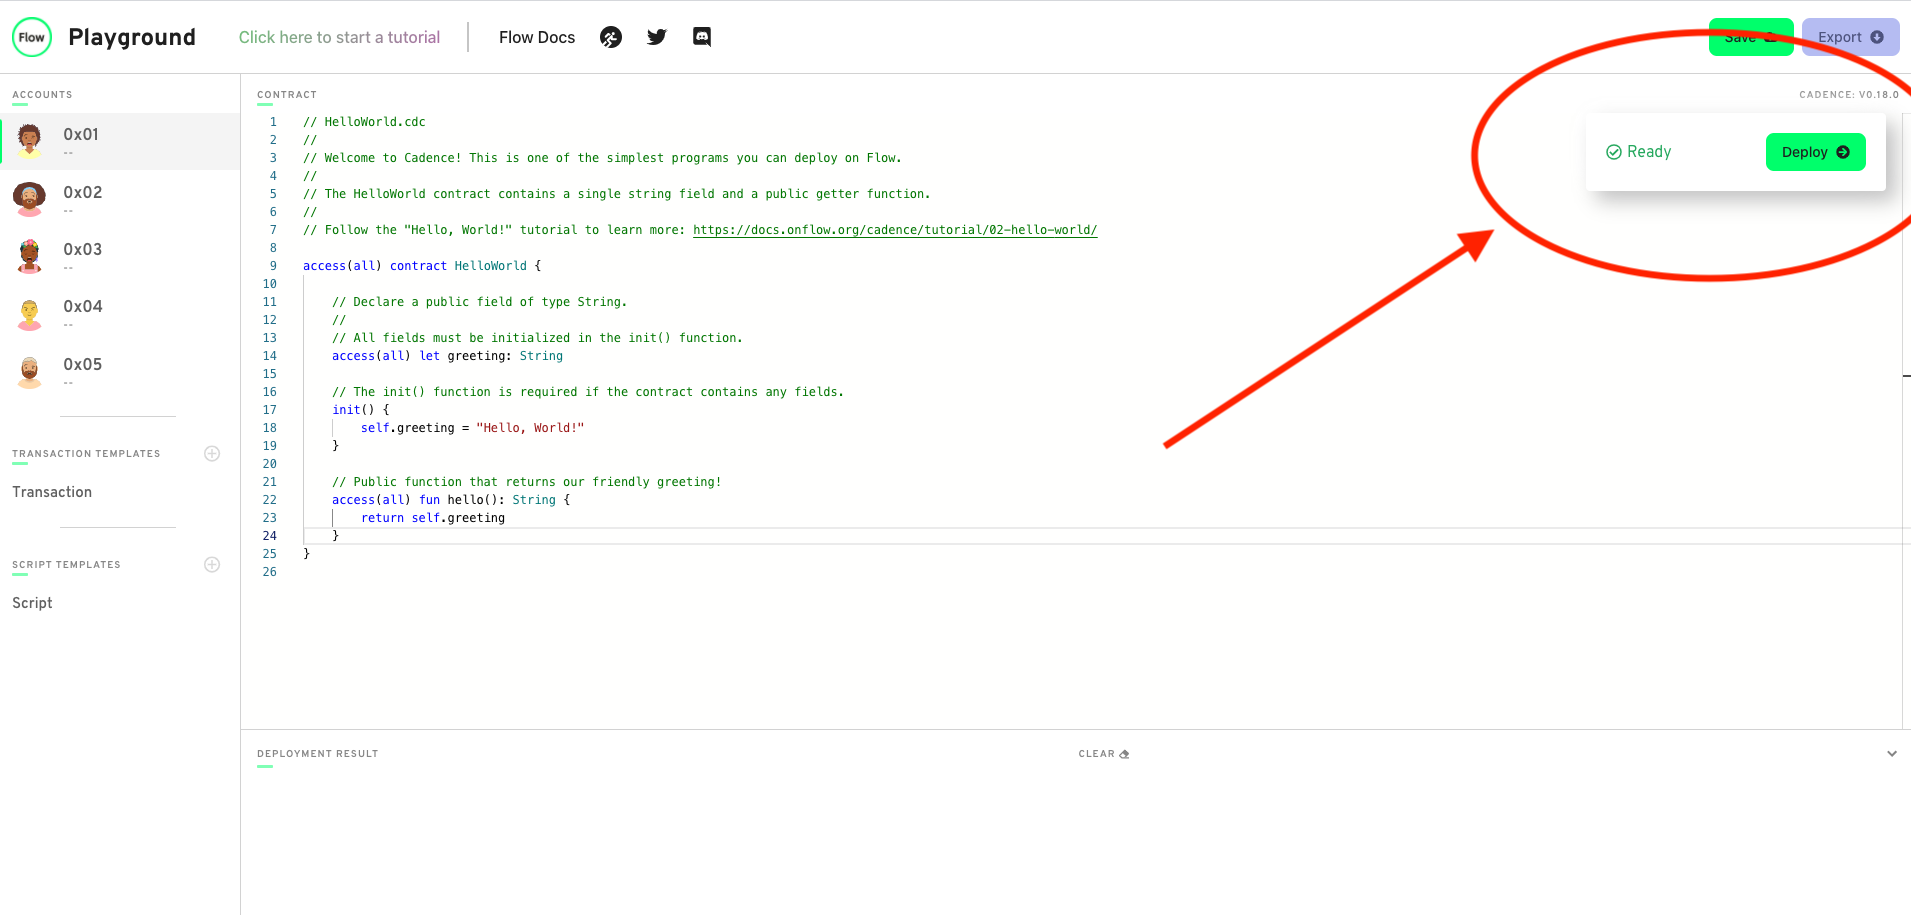 Flow Playground Click here to start a tutorial Flow Docs Save Export
ACCOUNTS
0x01
--
0x02
--
0x03
--
0x04
--
0x05
--
TRANSACTION TEMPLATES
Transaction
SCRIPT TEMPLATES
Script
CONTRACT
CADENCE: V0.18.0
Ready Deploy
1 // HelloWorld.cdc
2 //
3 // Welcome to Cadence! This is one of the simplest programs you can deploy on Flow.
4 //
5 // The HelloWorld contract contains a single string field and a public getter function.
6 //
7 // Follow the "Hello, World!" tutorial to learn more: https://docs.onflow.org/cadence/tutorial/02-hello-world/
8
9 access(all) contract HelloWorld {
10
11 // Declare a public field of type String.
12 //
13 // All fields must be initialized in the init() function.
14 access(all) let greeting: String
15
16 // The init() function is required if the contract contains any fields.
17 init() {
18 self.greeting = "Hello, World!"
19 }
20
21 // Public function that returns our friendly greeting!
22 access(all) fun hello(): String {
23 return self.greeting
24 }
25 }
26
DEPLOYMENT RESULT CLEAR